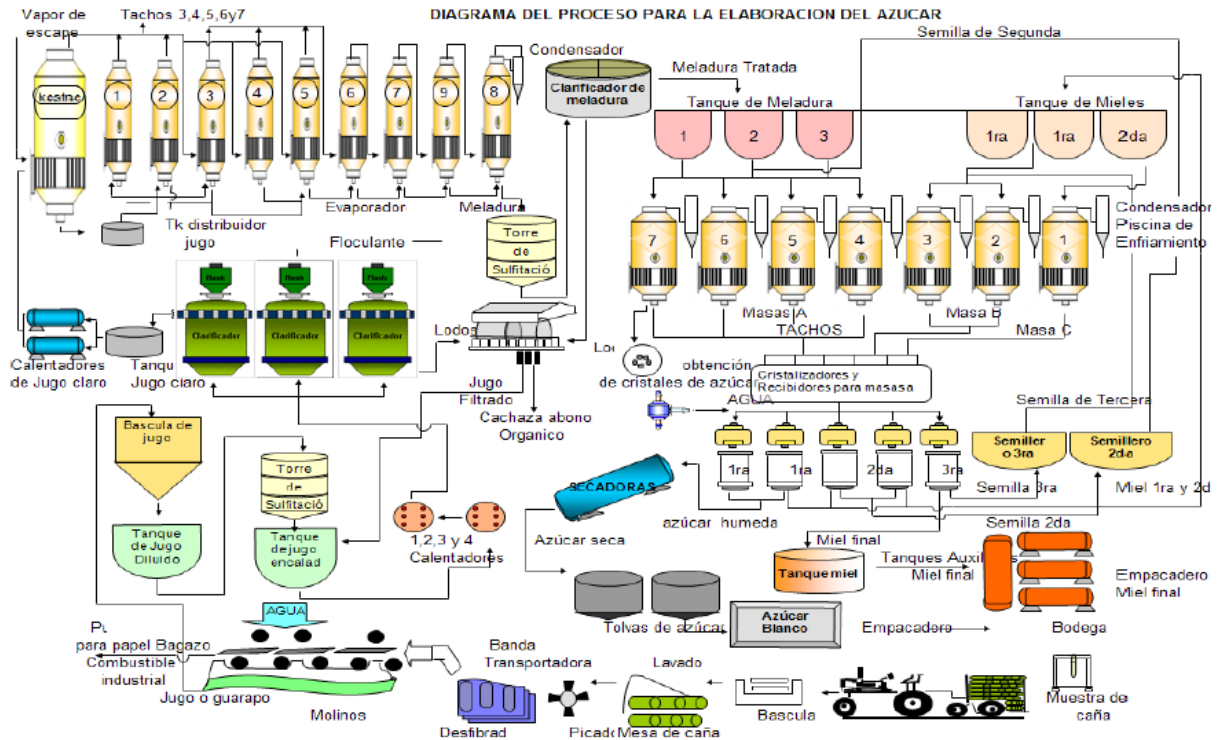 DIAGRAMA DEL PROCESO PARA LA ELABORACION DEL AZUCAR
Vapor de
escape
Tachos 3,4,5,6y7
Condensador
Semilla de Segunda
kestne
1
2
3
4
5
6
7
9
8
Clarificador de
meladura
Meladura Tratada
Tanque de Meladura
Tanque de Mieles
1
2
3
1ra
1ra
2da
Evaporador
Meladura
Tk distribuidor
jugo
Floculante
Torre
de
Sulfitació
Condensador
Piscina de
Enfriamiento
7
6
5
4
3
2
1
Clarificador
Clarificador
Clarificador
Masas A
TACHOS
Masa B
Masa C
Lodos
Calentadores
de Jugo claro
Tanqu
Jugo claro
Jugo
Filtrado
Cachaza abono
Organico
obtención
de cristales de azúcar
AGUA
Cristalizadores y
Recibidores para masasa
Semilla de Tercera
Bascula de
jugo
Torre
de
Sulfitació
1ra
1ra
2da
3ra
Semiller
o 3ra
Semillero
2da
SECADORAS
Semilla 3ra
Miel 1ra y 2d
azúcar humeda
Tanque
de Jugo
Diluido
Tanque
de jugo
encalad
1,2,3 y 4
Calentadores
Azúcar seca
Miel final
Semilla 2da
Tanque miel
Miel final
Empacadero
Miel final
AGUA
Tolvas de azúcar
Azúcar
Blanco
Empacadero
Bodega
para papel Bagazo
Combustible
industrial
Banda
Transportadora
Lavado
Jugo o guarapo
Molinos
Desfibrad
Picado
Mesa de caña
Bascula
Muestra de
caña